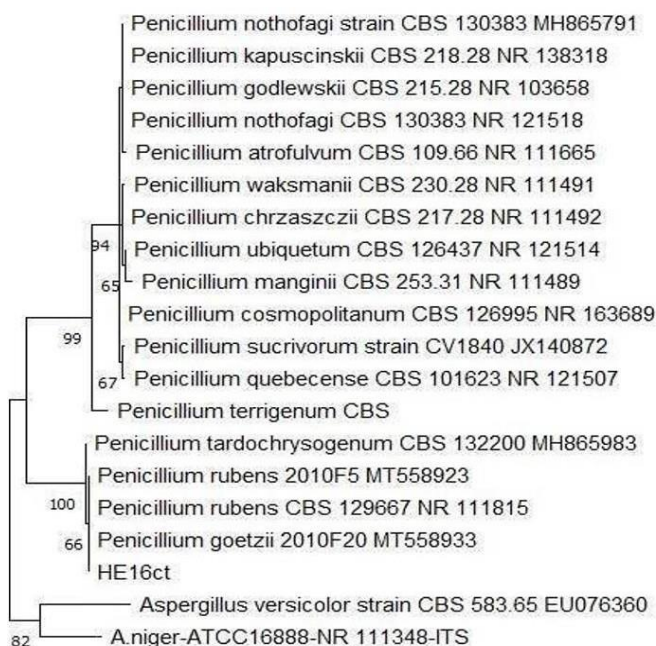 Penicillium nothofagi strain CBS 130383 MH865791
Penicillium kapuscinskii CBS 218.28 NR 138318
Penicillium godlewskii CBS 215.28 NR 103658
Penicillium nothofagi CBS 130383 NR 121518
Penicillium atrofulvum CBS 109.66 NR 111665
Penicillium waksmanii CBS 230.28 NR 111491
Penicillium chrzaszczii CBS 217.28 NR 111492
94
Penicillium ubiquetum CBS 126437 NR 121514
65
Penicillium manginii CBS 253.31 NR 111489
Penicillium cosmopolitanum CBS 126995 NR 163689
99
Penicillium sucrivorum strain CV1840 JX140872
67
Penicillium quebecense CBS 101623 NR 121507
Penicillium terrigenum CBS
Penicillium tardochrysogenum CBS 132200 MH865983
Penicillium rubens 2010F5 MT558923
100
Penicillium rubens CBS 129667 NR 111815
66
Penicillium goetzii 2010F20 MT558933
HE16ct
Aspergillus versicolor strain CBS 583.65 EU076360
82
A.niger-ATCC16888-NR 111348-ITS